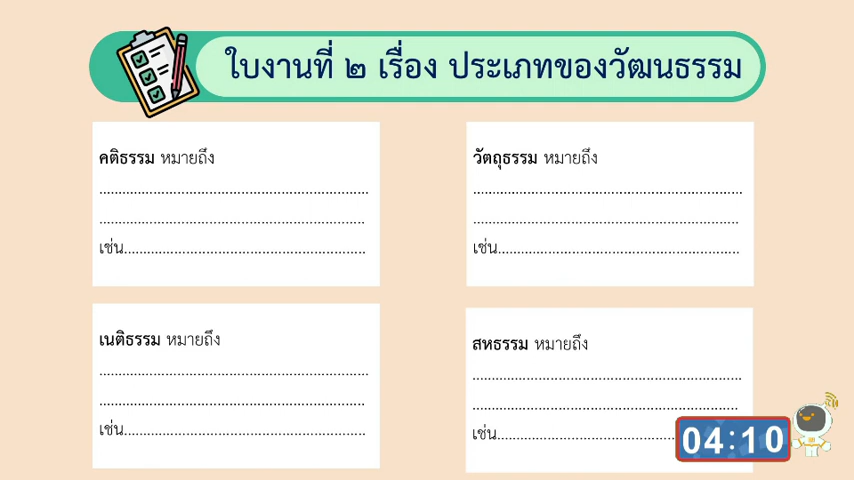 ใบงานที่ ๒ เรื่อง ประเภทของวัฒนธรรม
คติธรรม หมายถึง
......................................................................
.....................................................................
เช่น...............................................................
วัตถุธรรม หมายถึง
......................................................................
.....................................................................
เช่น...............................................................
เนติธรรม หมายถึง
......................................................................
.....................................................................
เช่น...............................................................
สหธรรม หมายถึง
......................................................................
.....................................................................
เช่น...............................................
04:10